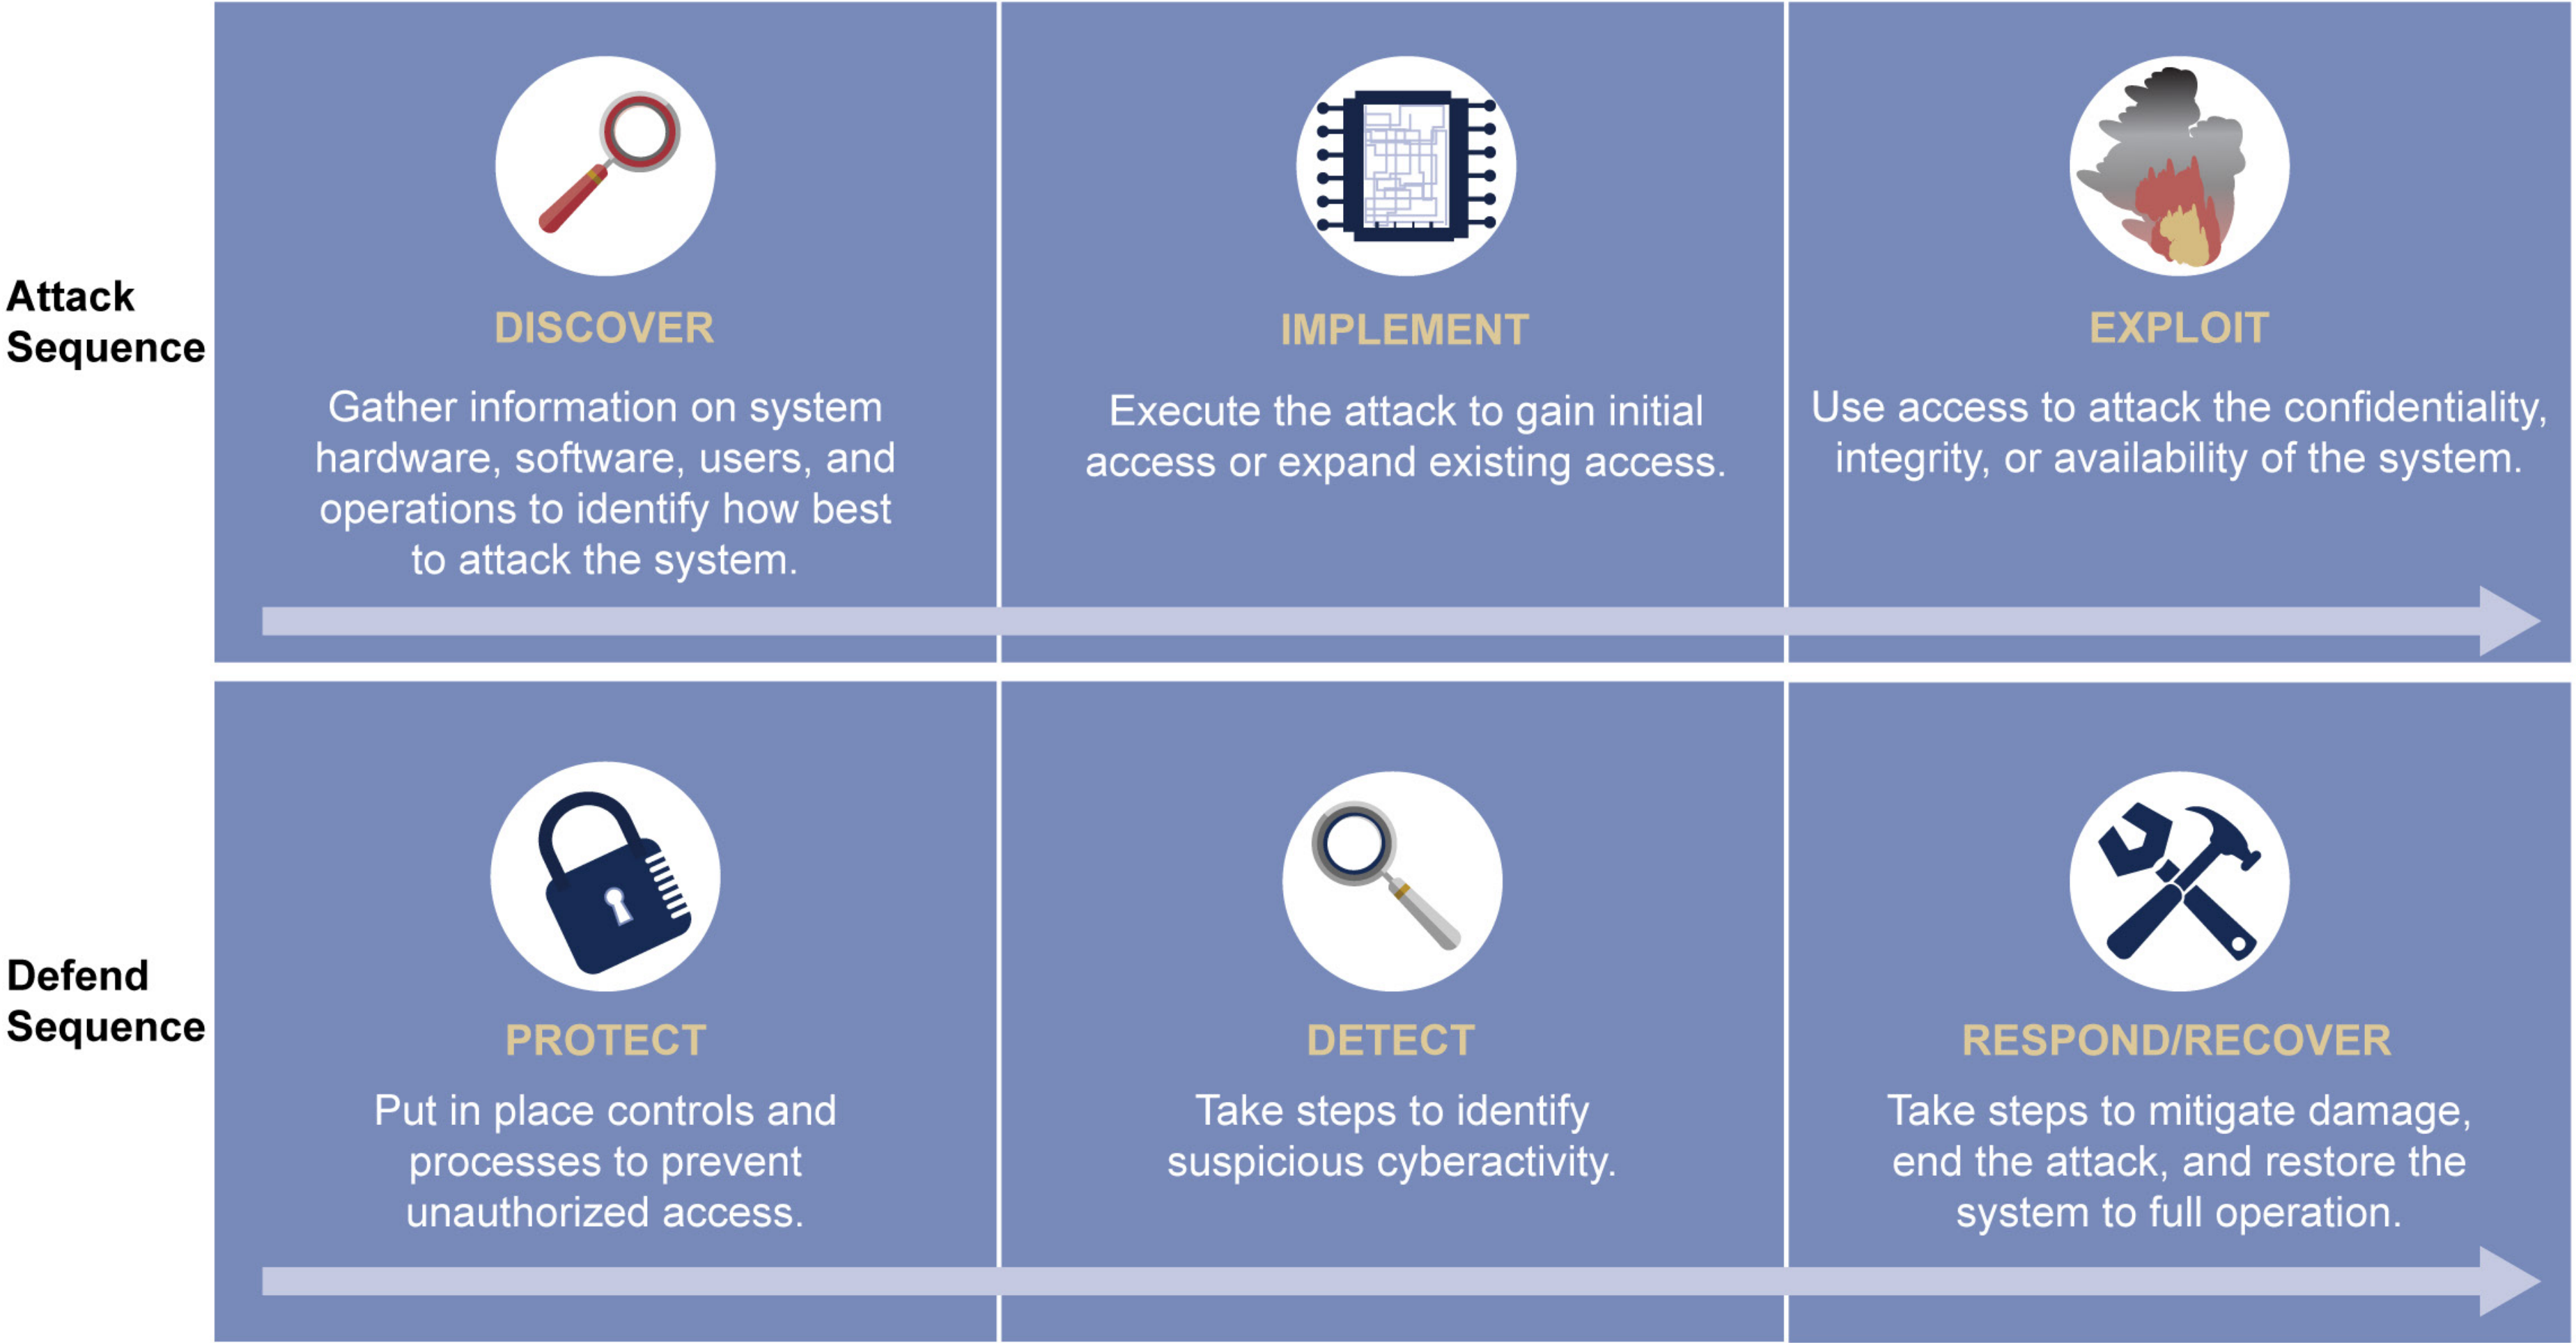 Attack
Sequence
DISCOVER
Gather information on system
hardware, software, users, and
operations to identify how best
to attack the system.
IMPLEMENT
Execute the attack to gain initial
access or expand existing access.
EXPLOIT
Use access to attack the confidentiality,
integrity, or availability of the system.
Defend
Sequence
PROTECT
Put in place controls and
processes to prevent
unauthorized access.
DETECT
Take steps to identify
suspicious cyberactivity.
RESPOND/RECOVER
Take steps to mitigate damage,
end the attack, and restore the
system to full operation.